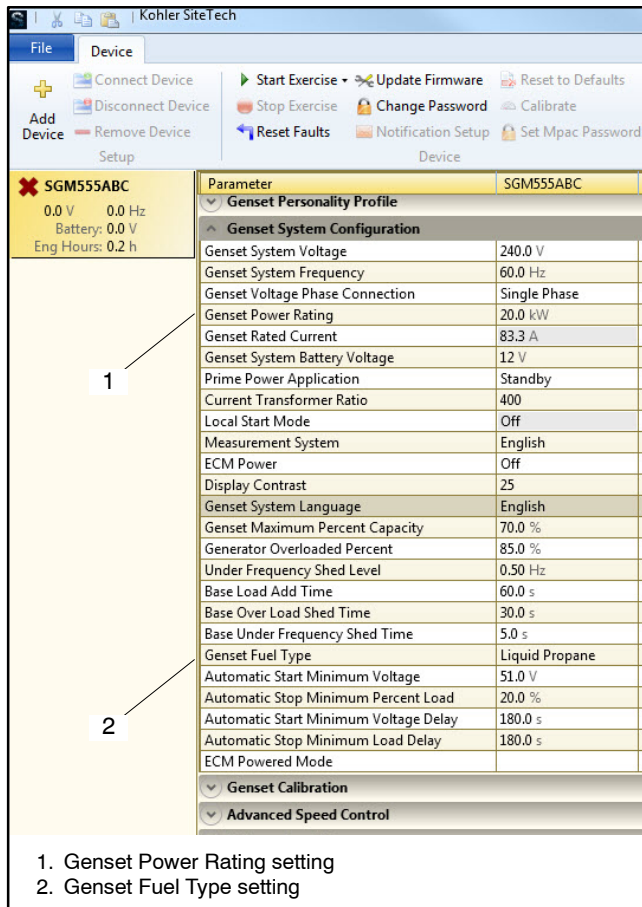 Kohler SiteTech
File Device
Add Device
Connect Device
Disconnect Device
Remove Device
Setup
Start Exercise
Stop Exercise
Reset Faults
Update Firmware
Change Password
Notification Setup
Reset to Defaults
Calibrate
Set Mpac Password
Device
SGM555ABC
0.0 V 0.0 Hz
Battery: 0.0 V
Eng Hours: 0.2 h
Parameter SGM555ABC
Genset Personality Profile
Genset System Configuration
Genset System Voltage 240.0 V
Genset System Frequency 60.0 Hz
Genset Voltage Phase Connection Single Phase
Genset Power Rating 20.0 kW
Genset Rated Current 83.3 A
Genset System Battery Voltage 12 V
Prime Power Application Standby
Current Transformer Ratio 400
Local Start Mode Off
Measurement System English
ECM Power Off
Display Contrast 25
Genset System Language English
Genset Maximum Percent Capacity 70.0 %
Generator Overloaded Percent 85.0 %
Under Frequency Shed Level 0.50 Hz
Base Load Add Time 60.0 s
Base Over Load Shed Time 30.0 s
Base Under Frequency Shed Time 5.0 s
Genset Fuel Type Liquid Propane
Automatic Start Minimum Voltage 51.0 V
Automatic Stop Minimum Percent Load 20.0 %
Automatic Start Minimum Voltage Delay 180.0 s
Automatic Stop Minimum Load Delay 180.0 s
ECM Powered Mode
Genset Calibration
Advanced Speed Control
1
2
1. Genset Power Rating setting
2. Genset Fuel Type setting